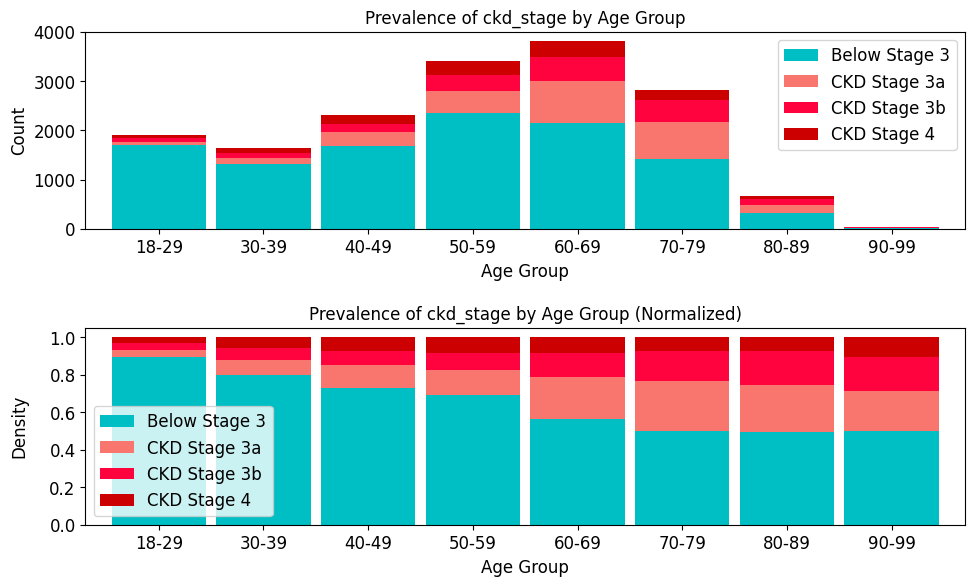 Prevalence of ckd_stage by Age Group
Count
4000
3000
2000
1000
0
Below Stage 3
CKD Stage 3a
CKD Stage 3b
CKD Stage 4
18-29 30-39 40-49 50-59 60-69 70-79 80-89 90-99
Age Group
Prevalence of ckd_stage by Age Group (Normalized)
Density
1.0
0.8
0.6
0.4
0.2
0.0
Below Stage 3
CKD Stage 3a
CKD Stage 3b
CKD Stage 4
18-29 30-39 40-49 50-59 60-69 70-79 80-89 90-99
Age Group